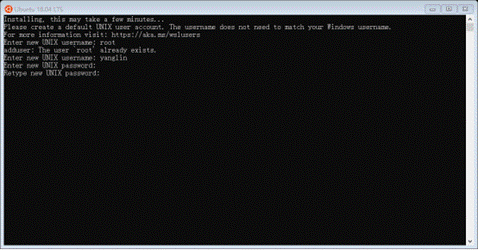 Ubuntu 18.04 LTS
Installing, this may take a few minutes...
Please create a default UNIX user account. The username does not need to match your Windows username.
For more information visit: https://aka.ms/wslusers
Enter new UNIX username: root
adduser: The user `root' already exists.
Enter new UNIX username: yanglin
Enter new UNIX password:
Retype new UNIX password: